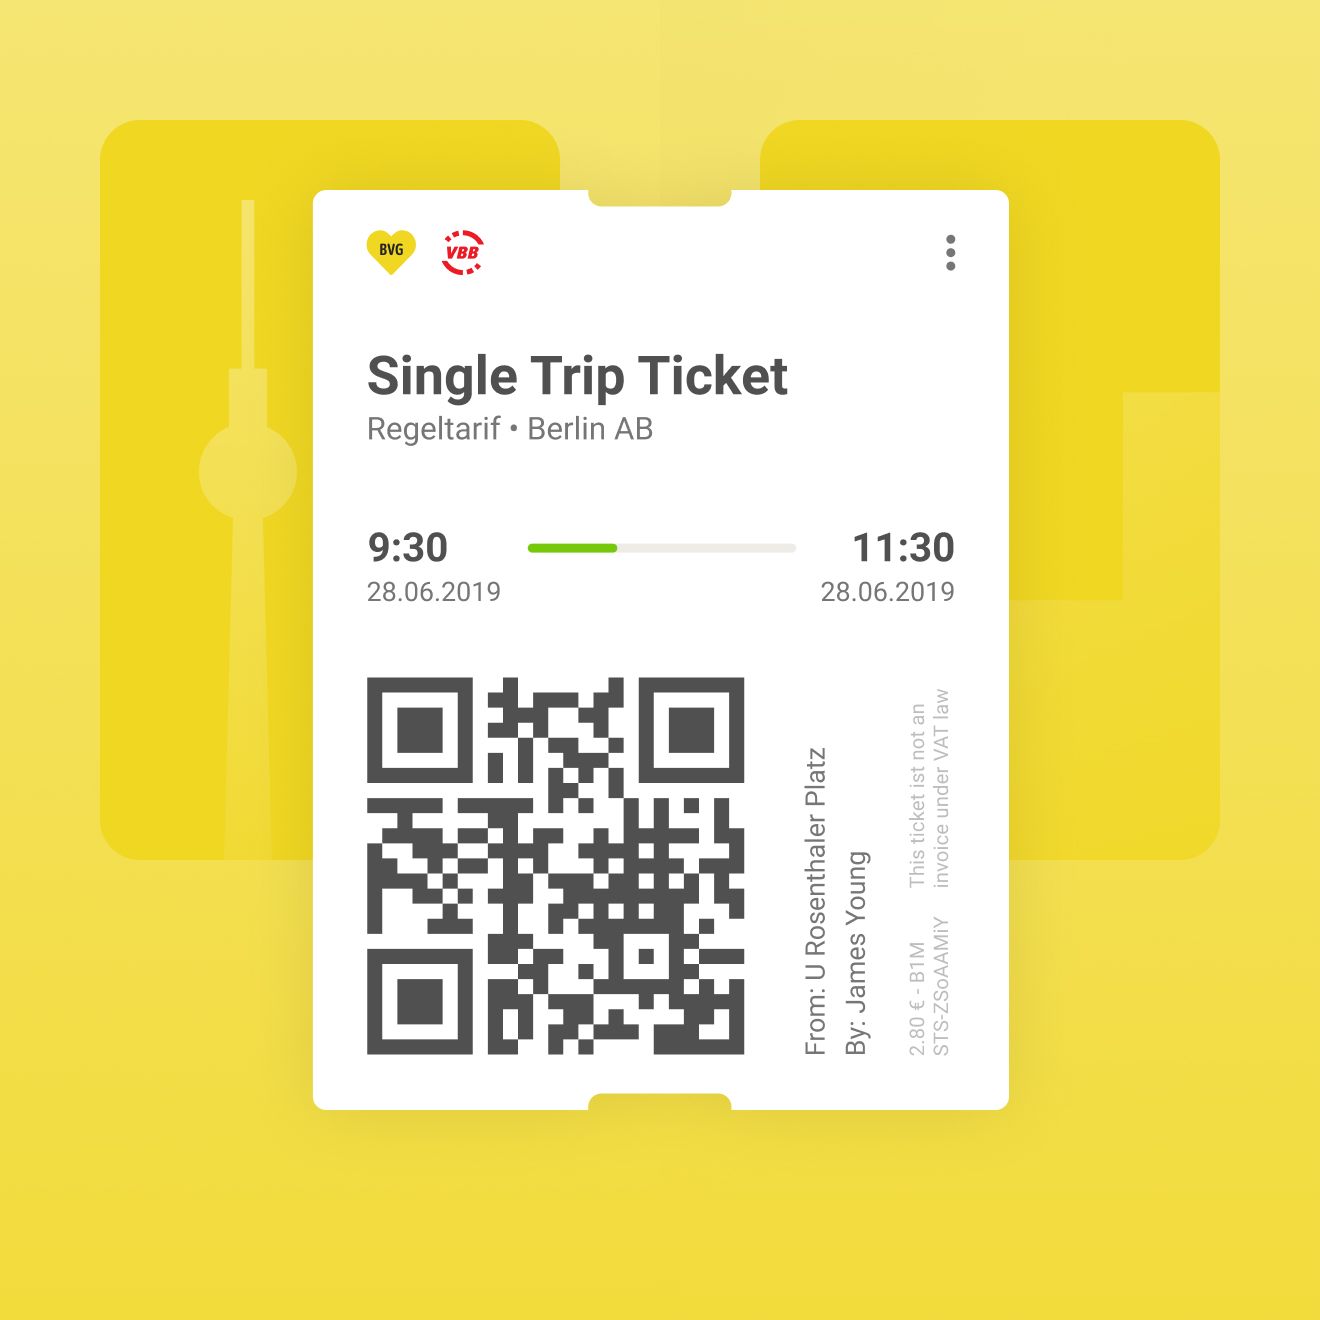 BVG
VBB
Single Trip Ticket
Regeltarif • Berlin AB
9:30
11:30
28.06.2019
28.06.2019
From: U Rosenthaler Platz
By: James Young
This ticket ist not an
invoice under VAT law
2.80 € - B1M
STS-ZSoAAMiY